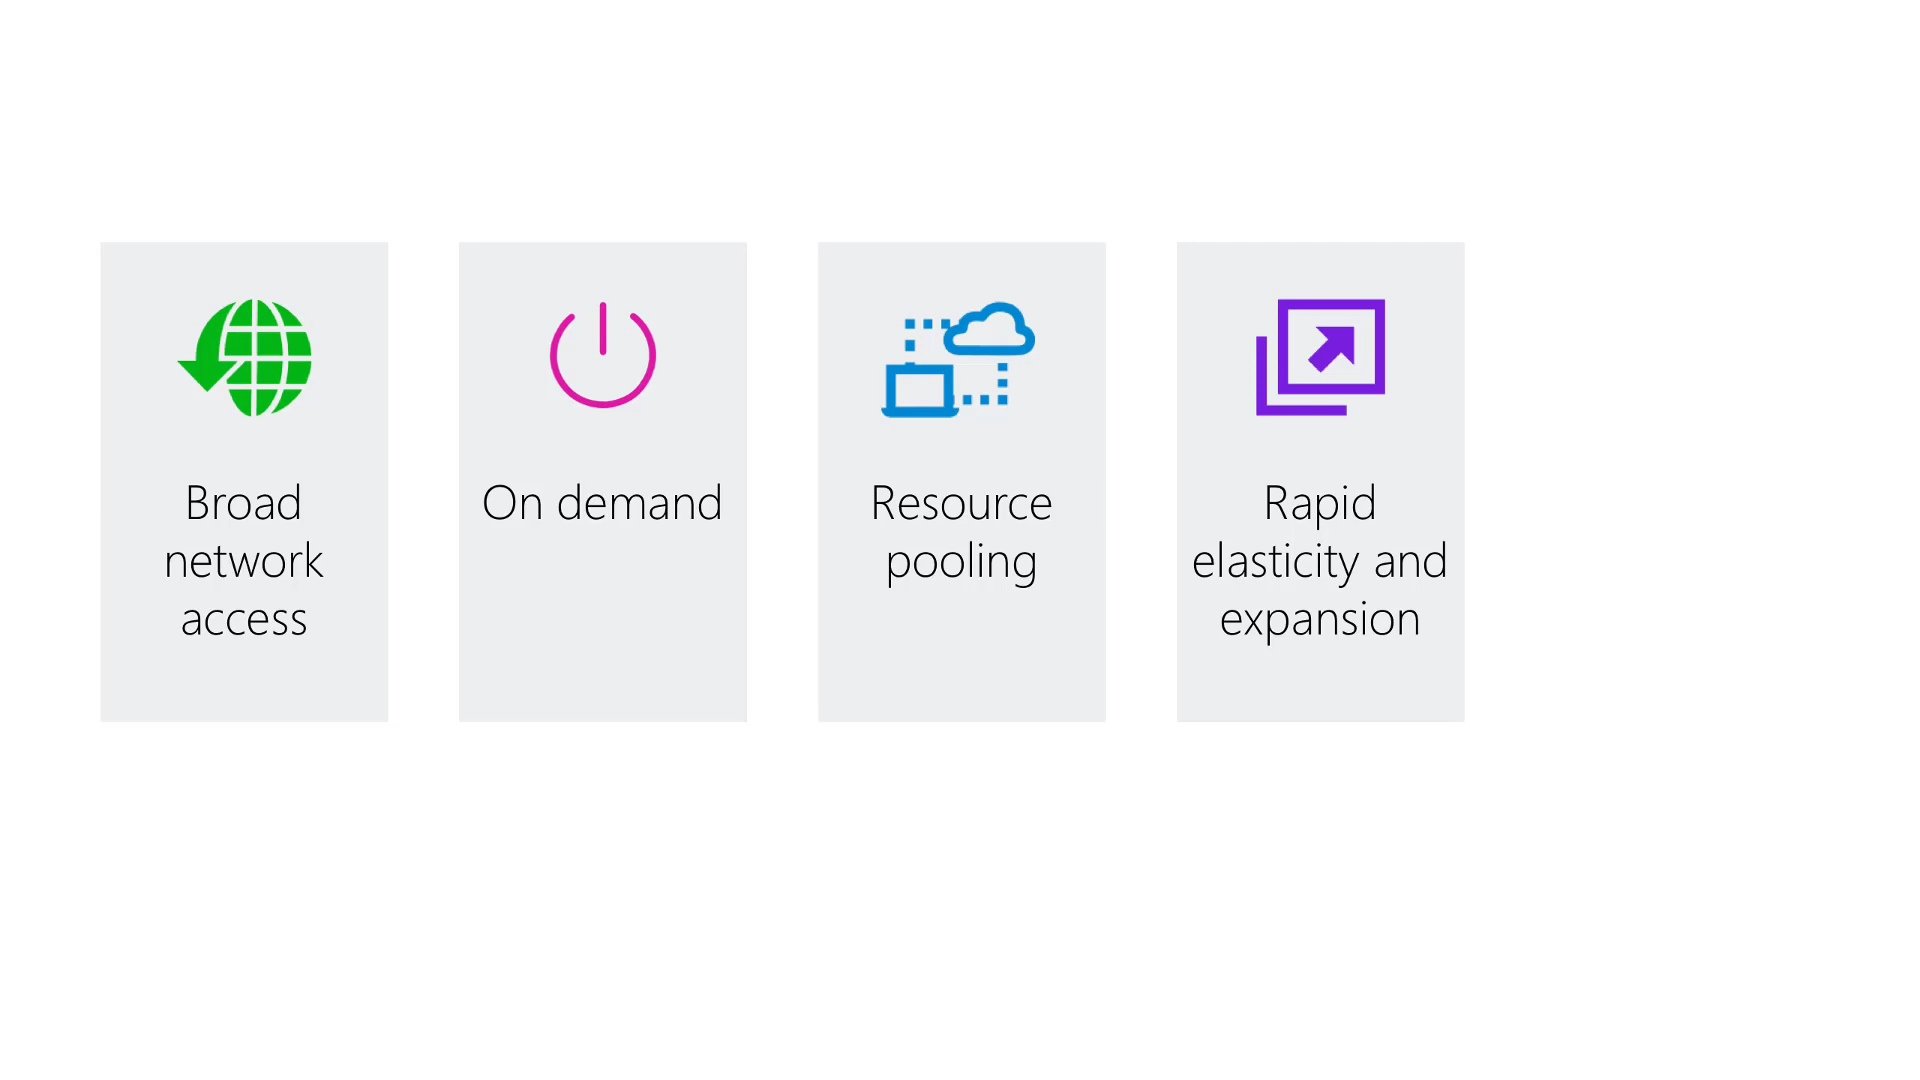 Broad
network
access
On demand
Resource
pooling
Rapid
elasticity and
expansion